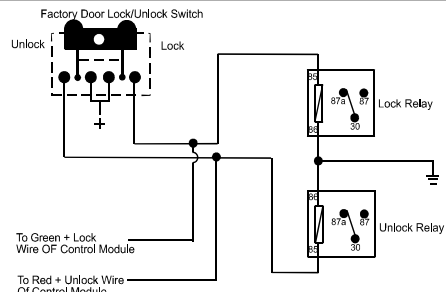 Factory Door Lock/Unlock Switch
Unlock
Lock
+
85
87a 87
30
86
Lock Relay
86
87a 87
30
85
Unlock Relay
To Green + Lock
Wire OF Control Module
To Red + Unlock Wire
Of Control Module